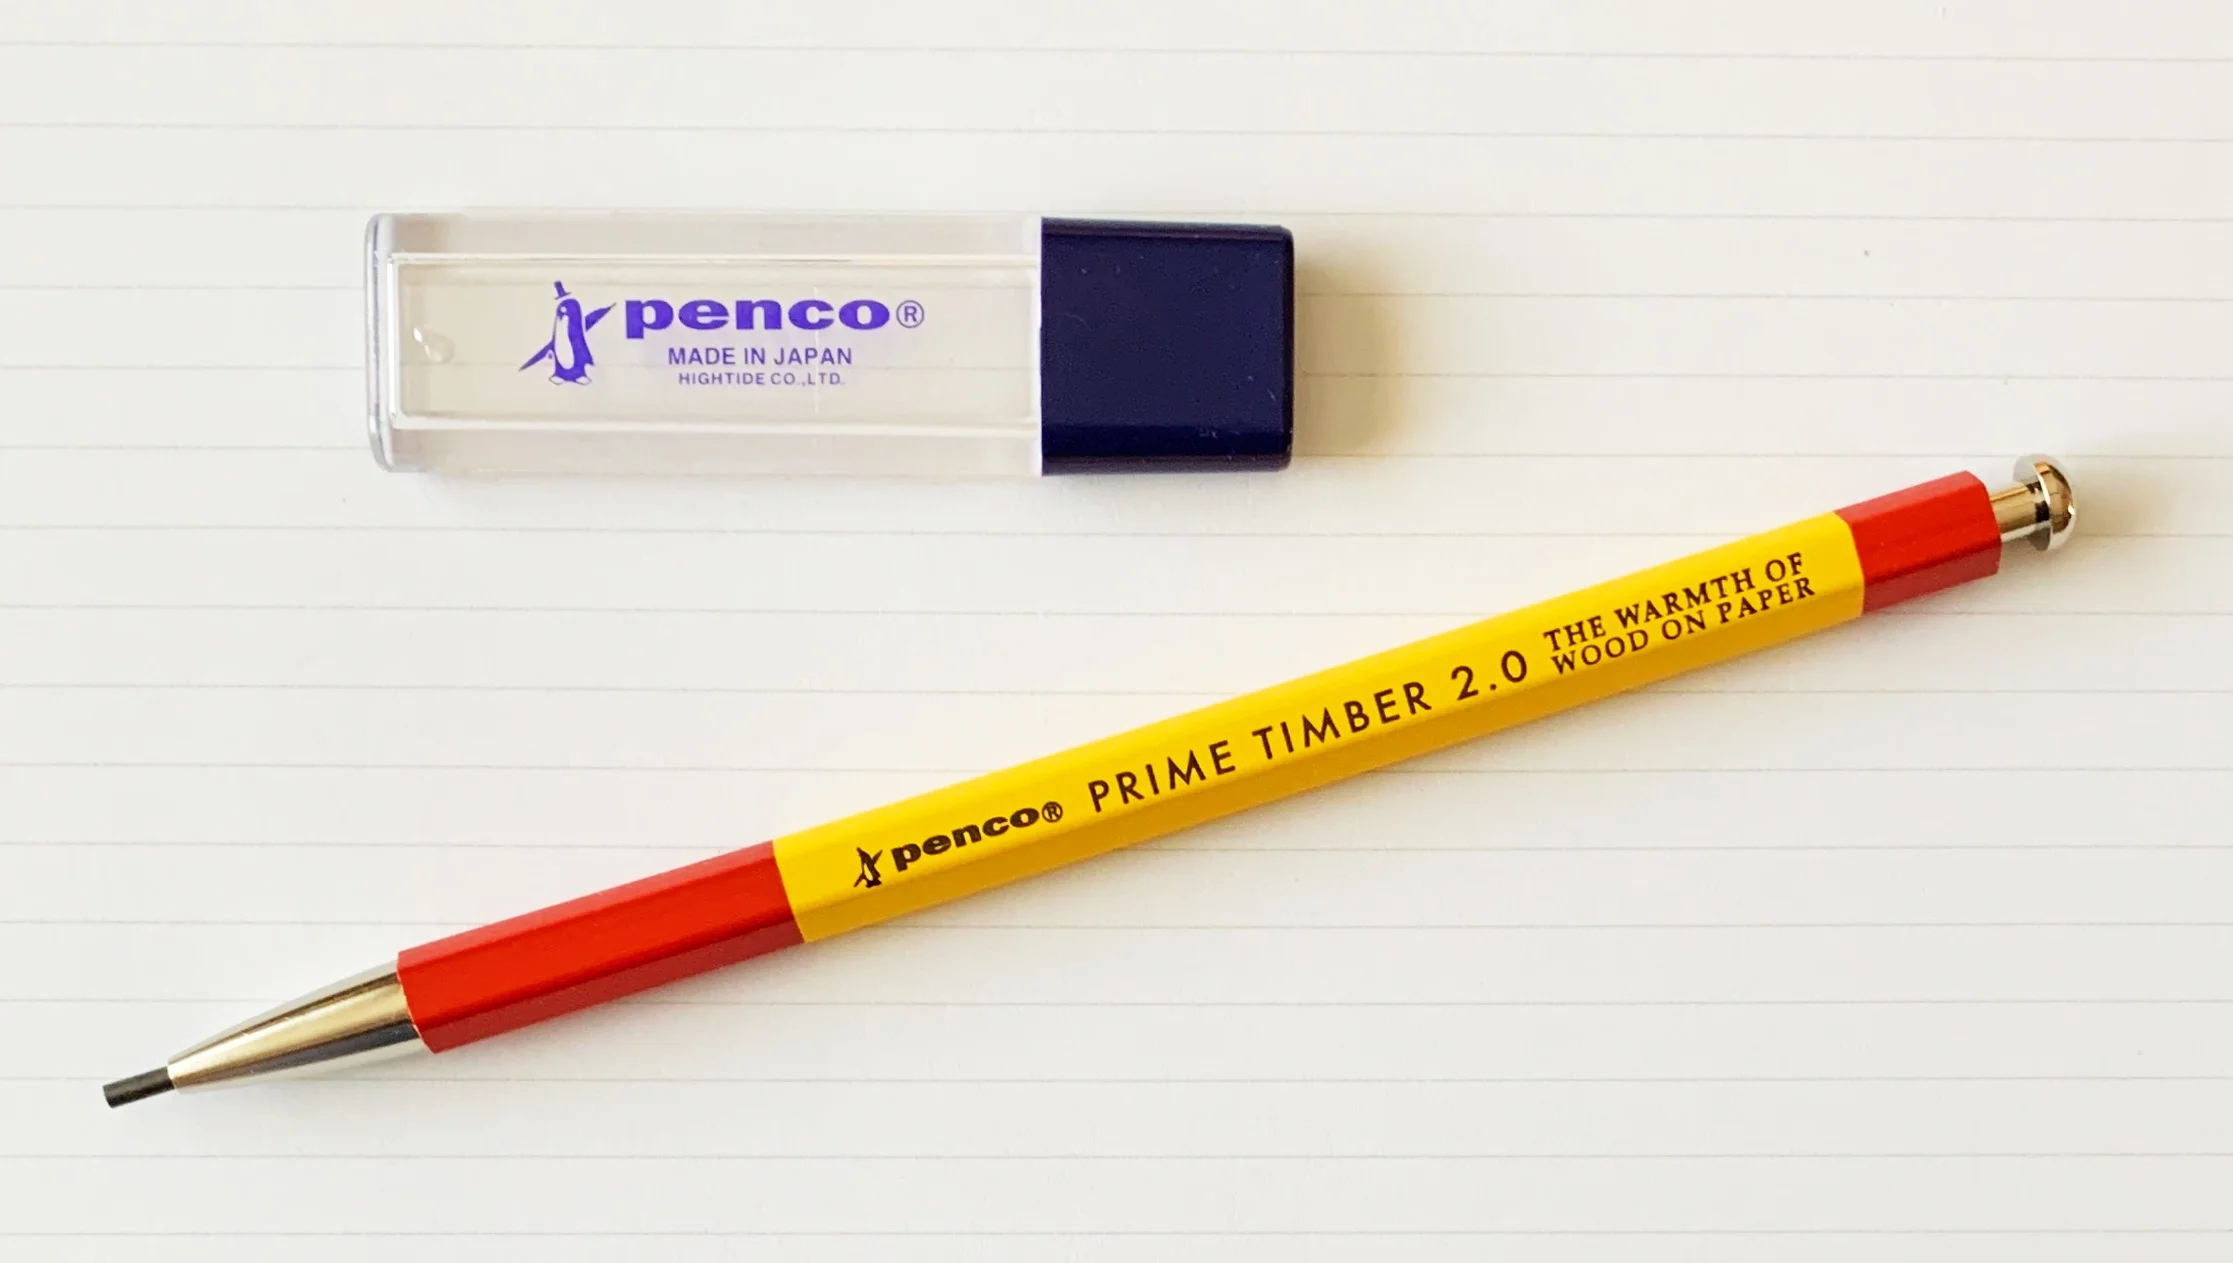 penco®
MADE IN JAPAN
HIGHTIDE CO.,LTD.
penco® PRIME TIMBER 2.0
THE WARMTH OF
WOOD ON PAPER